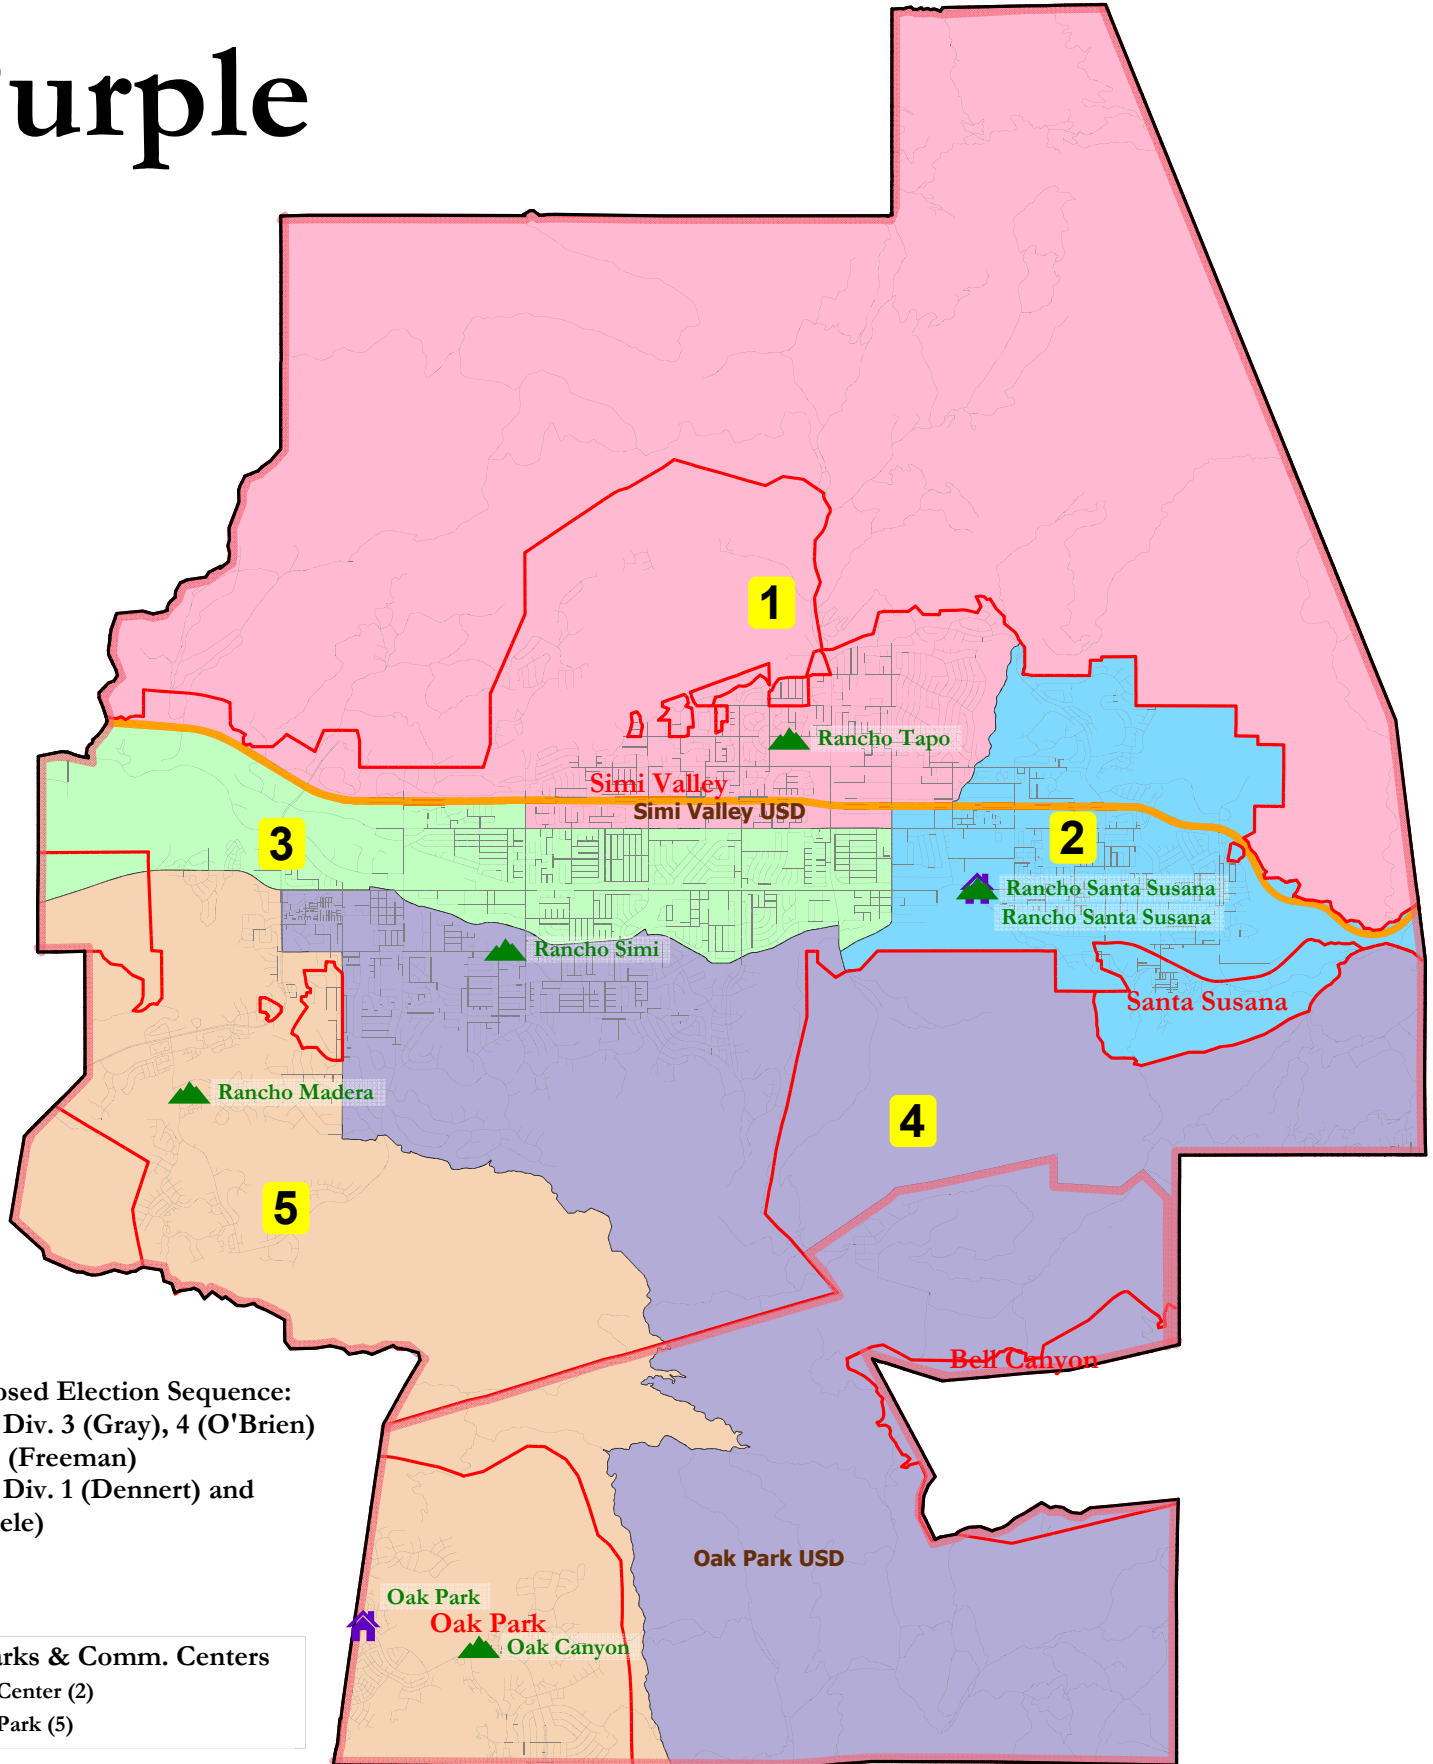 urple
1
Rancho Tapo
Simi Valley
Simi Valley USD
3
2
Rancho Santa Susana
Rancho Santa Susana
Rancho Simi
Santa Susana
Rancho Madera
4
5
Bell Canyon
osed Election Sequence:
Div. 3 (Gray), 4 (O'Brien)
(Freeman)
Div. 1 (Dennert) and
ele)
Oak Park USD
Oak Park
Oak Park
Oak Canyon
arks & Comm. Centers
Center (2)
Park (5)